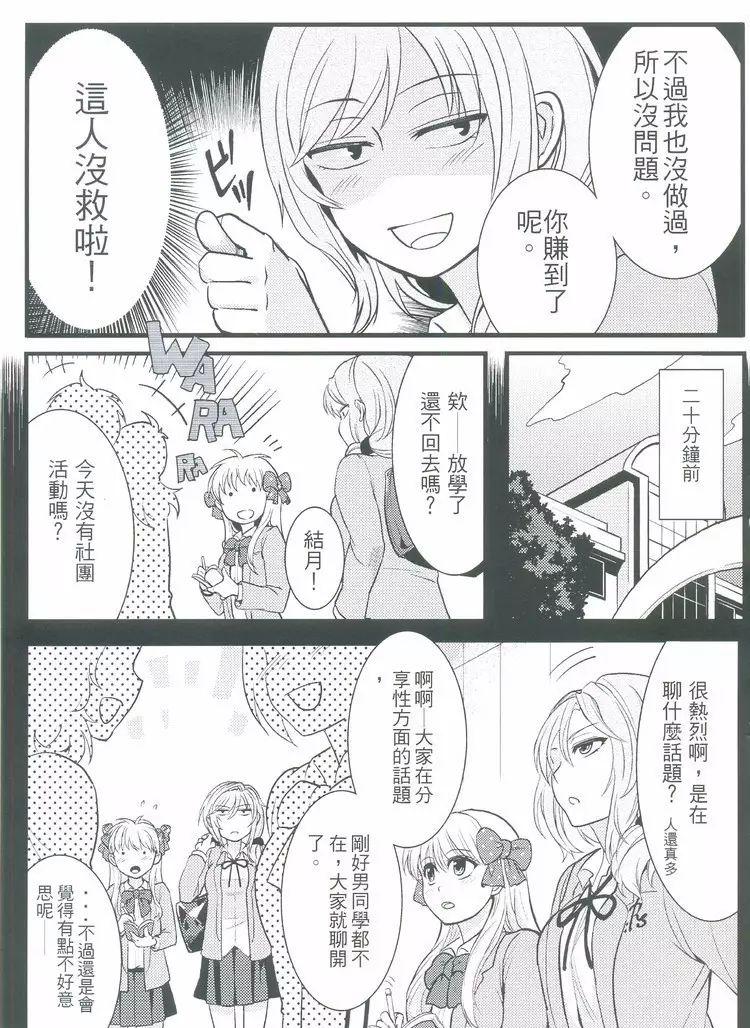 不過我也沒做過，
所以沒問題。
你賺到了
呢。
ビッ
這人沒救啦！
二十分鐘前
欸——放學了
還不回去嗎？
結月！
WA
RA
RA
今天沒有社團
活動嗎？
很熱烈啊，是在
聊什麼話題？
人還真多
啊啊——大家在分
享性方面的話題
，
剛好男同學都不
在，大家就聊開
了。
...不過還是會
覺得有點不好意
思呢——